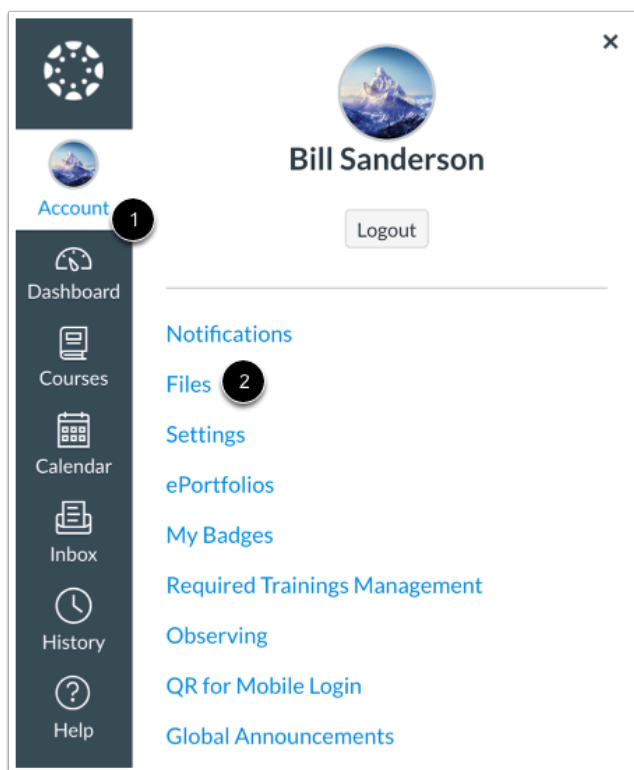 Bill Sanderson
Account
1
Logout
Dashboard
Notifications
Files
2
Courses
Settings
Calendar
ePortfolios
My Badges
Inbox
Required Trainings Management
History
Observing
QR for Mobile Login
Help
Global Announcements